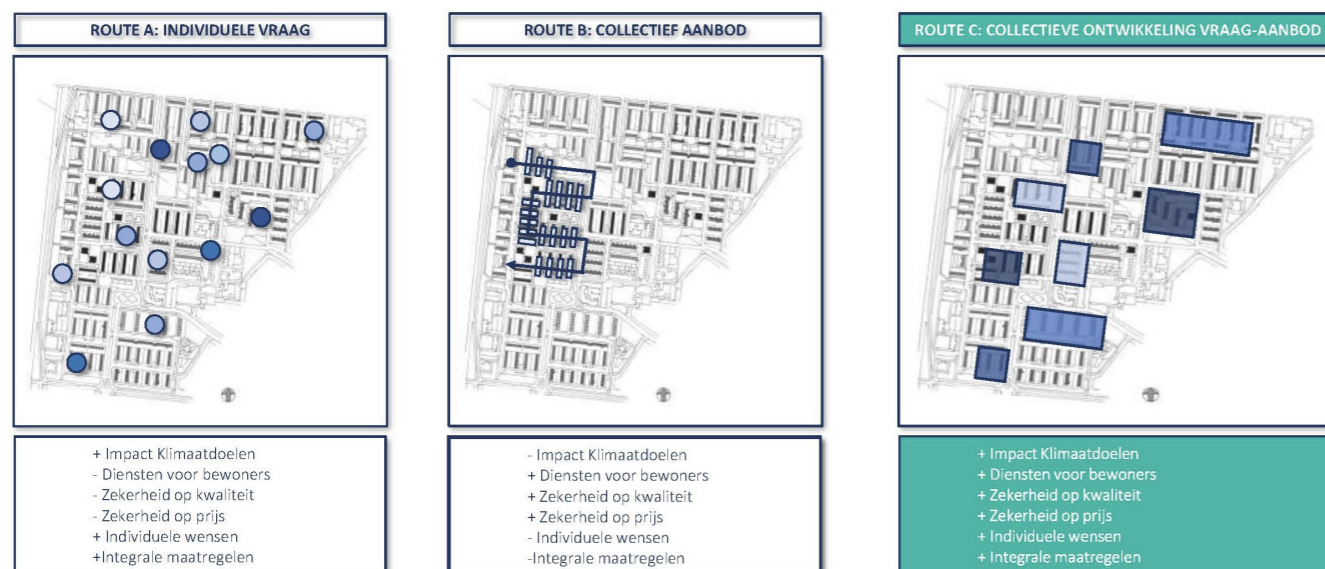 ROUTE A: INDIVIDUELE VRAAG
+ Impact Klimaatdoelen
- Diensten voor bewoners
- Zekerheid op kwaliteit
- Zekerheid op prijs
+ Individuele wensen
+Integrale maatregelen
ROUTE B: COLLECTIEF AANBOD
- Impact Klimaatdoelen
+ Diensten voor bewoners
+ Zekerheid op kwaliteit
+ Zekerheid op prijs
- Individuele wensen
-Integrale maatregelen
ROUTE C: COLLECTIEVE ONTWIKKELING VRAAG-AANBOD
+ Impact Klimaatdoelen
+ Diensten voor bewoners
+ Zekerheid op kwaliteit
+ Zekerheid op prijs
+ Individuele wensen
+ Integrale maatregelen